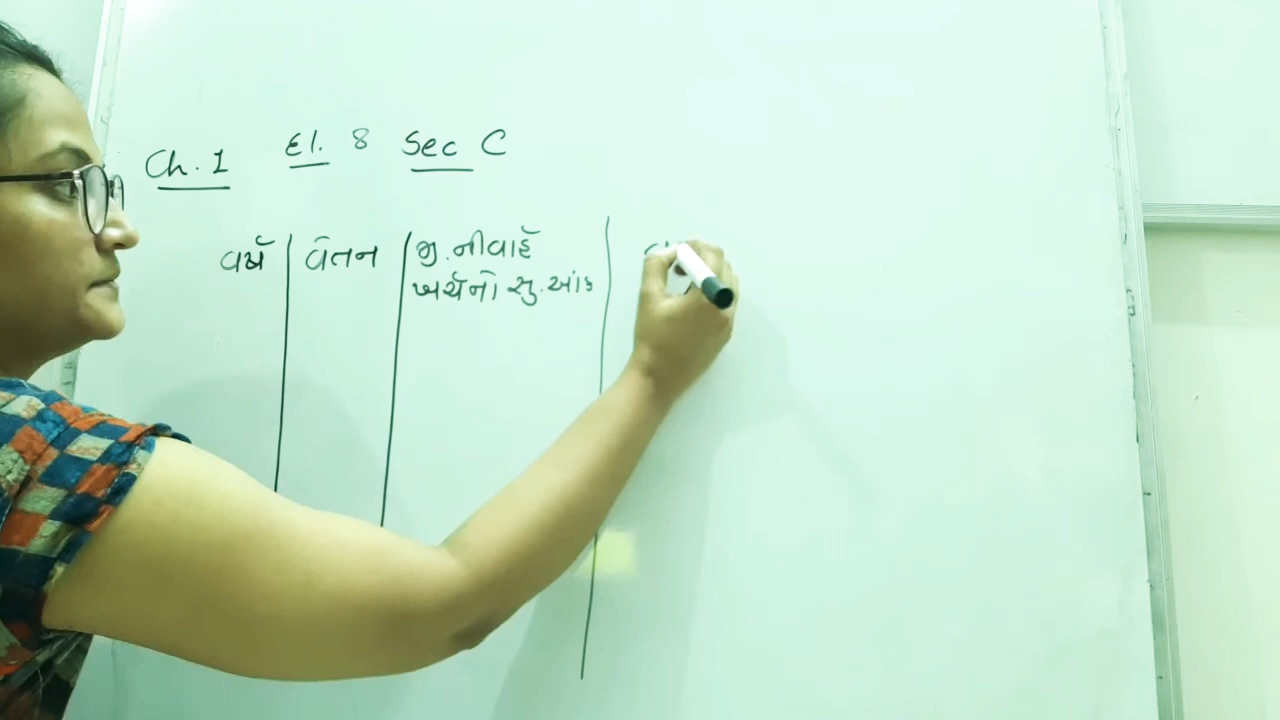 Ch. 1 દા. 8 Sec C
વર્ષ વેતન જી. નીર્વાહ
ખર્ચનો સૂ. આંક